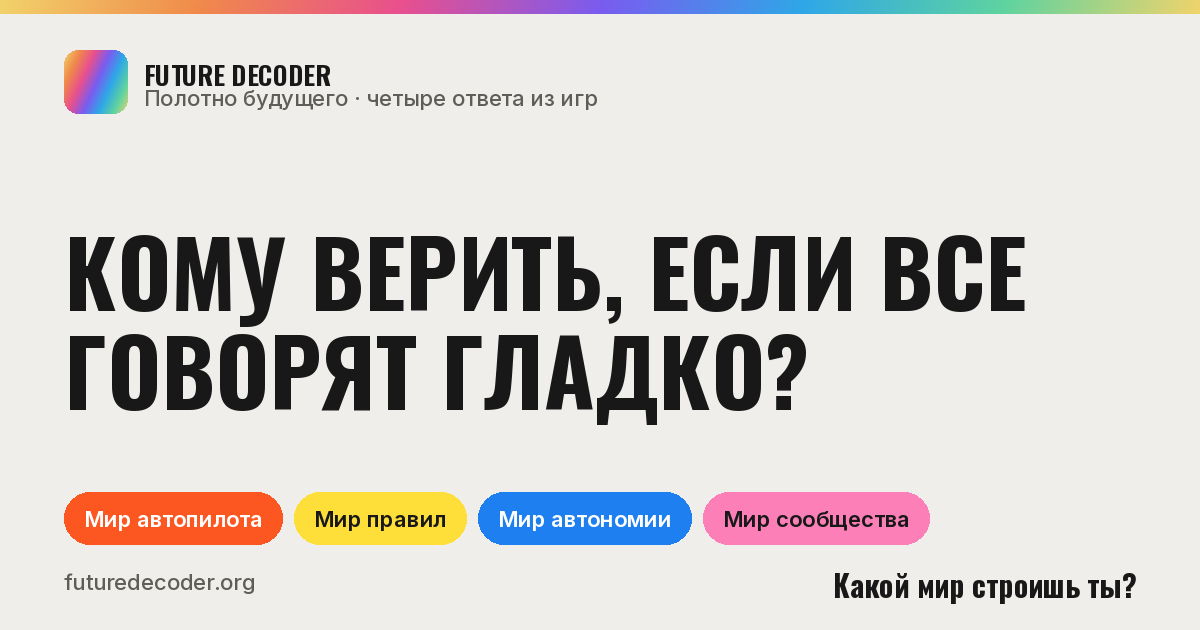 FUTURE DECODER
Полотно будущего · четыре ответа из игр
КОМУ ВЕРИТЬ, ЕСЛИ ВСЕ
ГОВОРЯТ ГЛАДКО?
Мир автопилота Мир правил Мир автономии Мир сообщества
futuredecoder.org
Какой мир строишь ты?